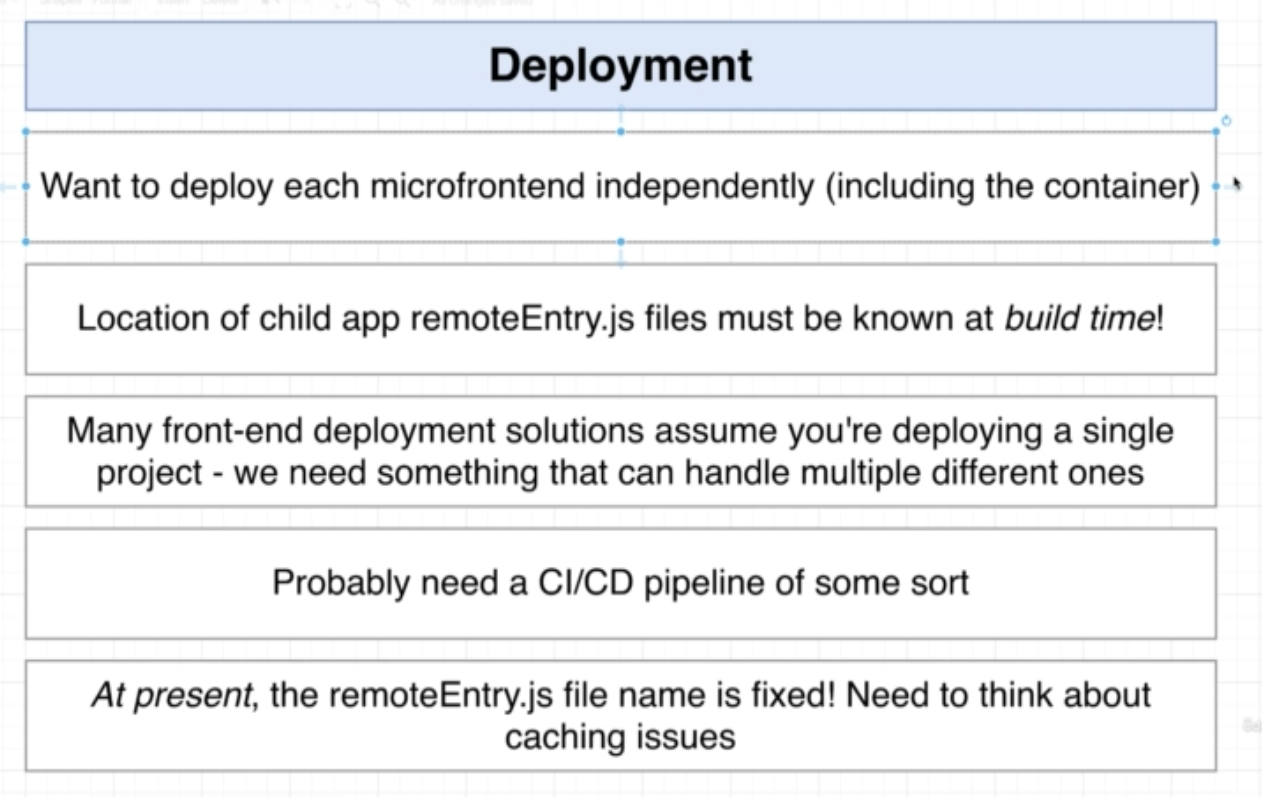 Deployment
Want to deploy each microfrontend independently (including the container)
Location of child app remoteEntry.js files must be known at build time!
Many front-end deployment solutions assume you're deploying a single
project - we need something that can handle multiple different ones
Probably need a CI/CD pipeline of some sort
At present, the remoteEntry.js file name is fixed! Need to think about
caching issues